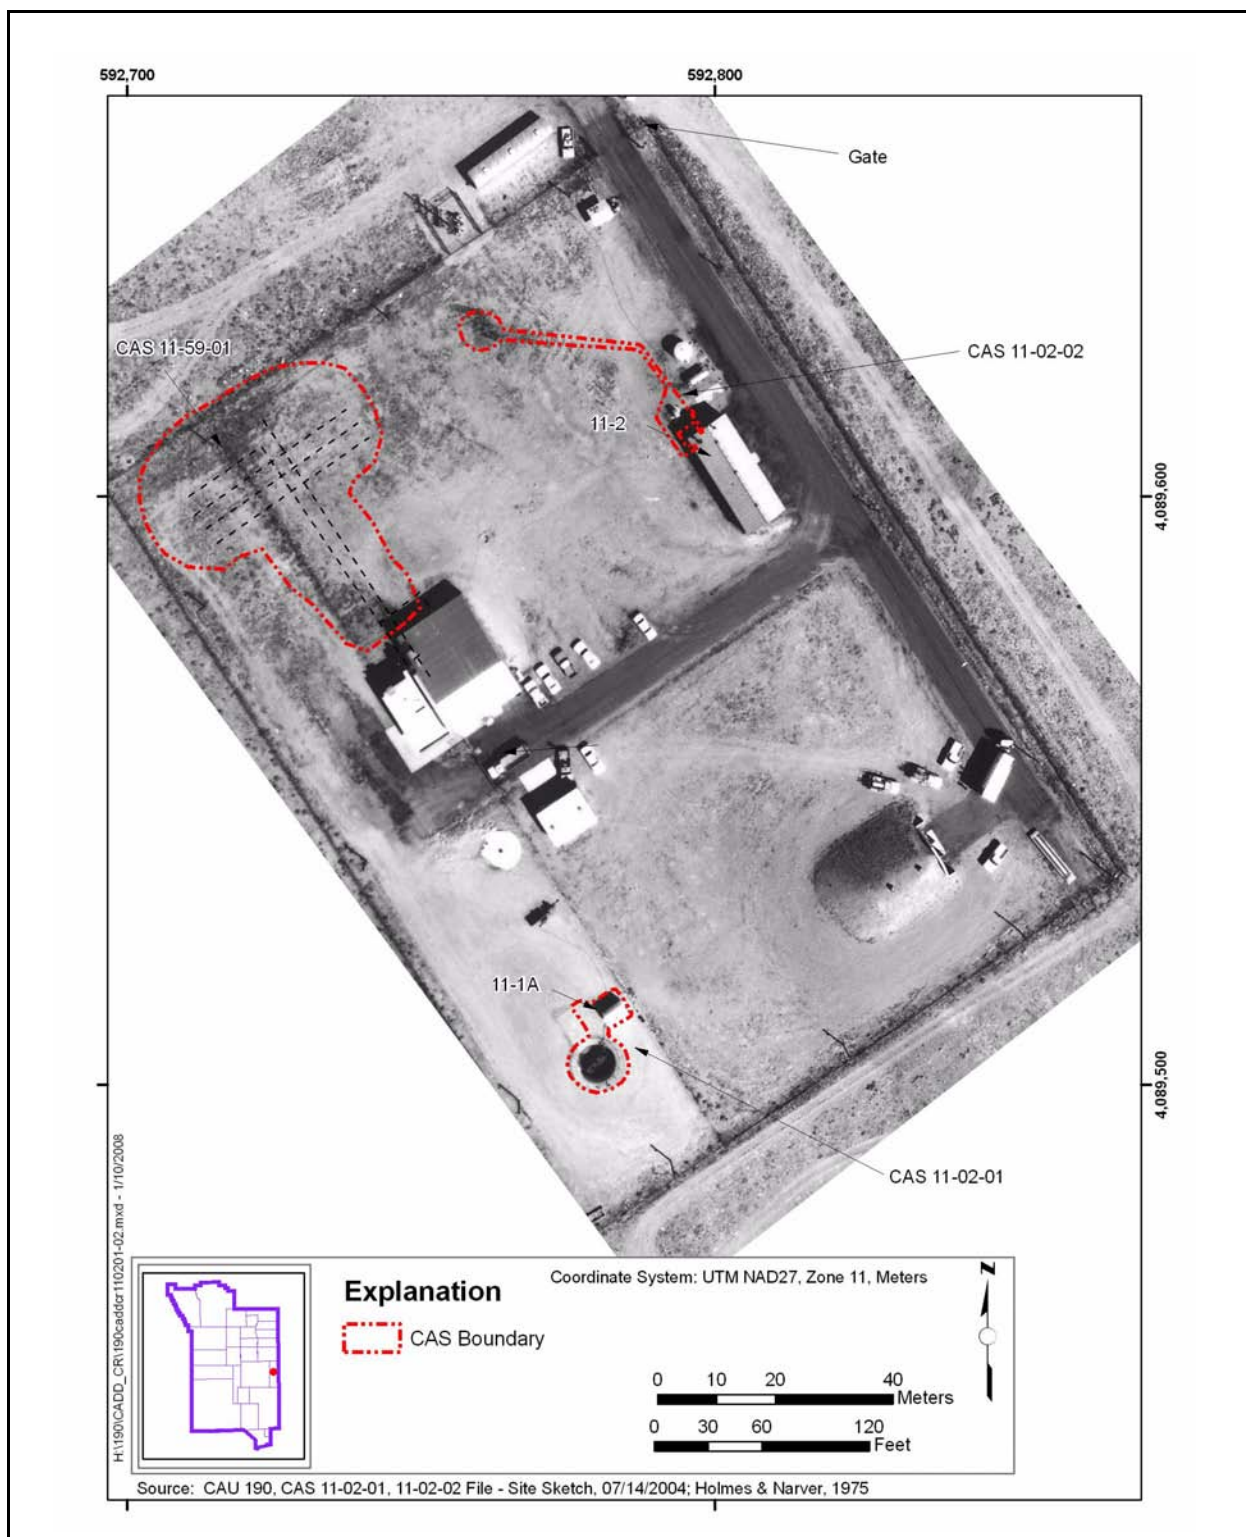 592,700
592,800
Gate
CAS 11-59-01
CAS 11-02-02
11-2
4,089,600
11-1A
4,089,500
CAS 11-02-01
H:\190\CADD_CR\190caddcr110201-02.mxd - 1/10/2008
Explanation
Coordinate System: UTM NAD27, Zone 11, Meters
CAS Boundary
N
0 10 20 40
Meters
0 30 60 120
Feet
Source: CAU 190, CAS 11-02-01, 11-02-02 File - Site Sketch, 07/14/2004; Holmes & Narver, 1975